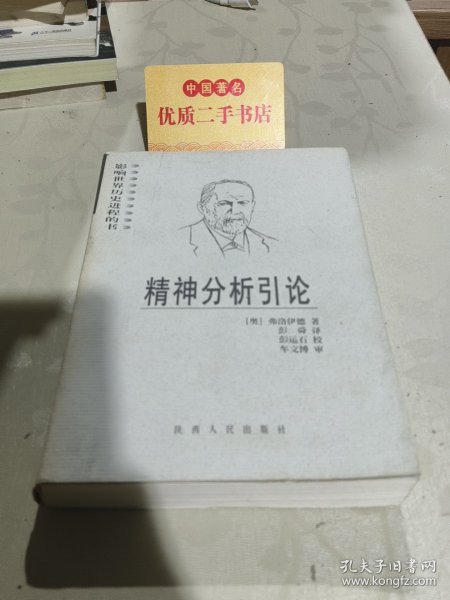 中国著名
优质二手书店
影响世界历史进程的书
精神分析引论
［奥］弗洛伊德 著
彭舜 译
彭运石 校
车文博 审
陕西人民出版社
孔夫子旧书网
www.kongfz.com